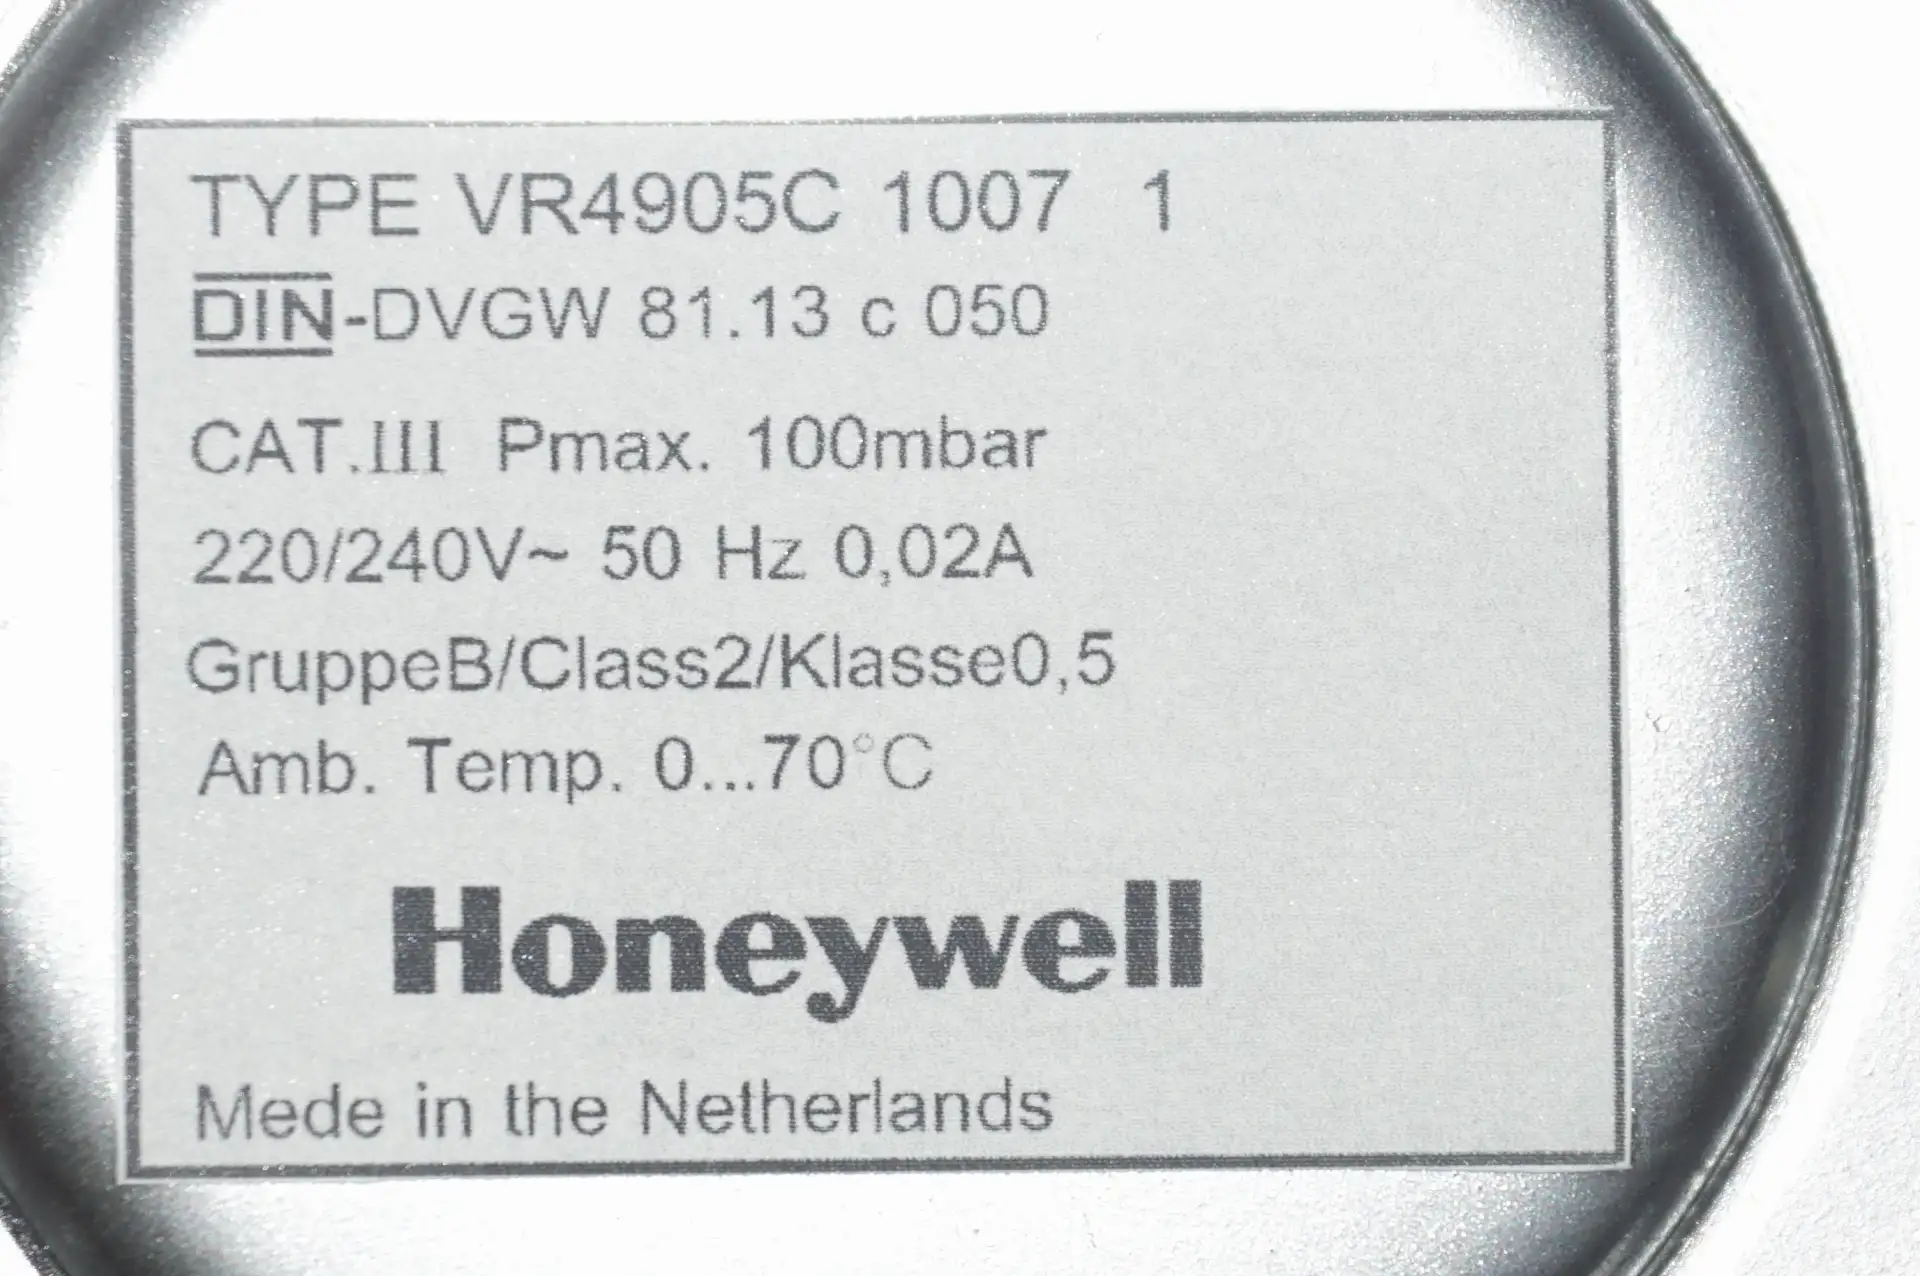 TYPE VR4905C 1007 1
DIN-DVGW 81.13 c 050
CAT.III Pmax. 100mbar
220/240V~ 50 Hz 0,02A
GruppeB/Class2/Klasse0,5
Amb. Temp. 0...70°C
Honeywell
Mede in the Netherlands